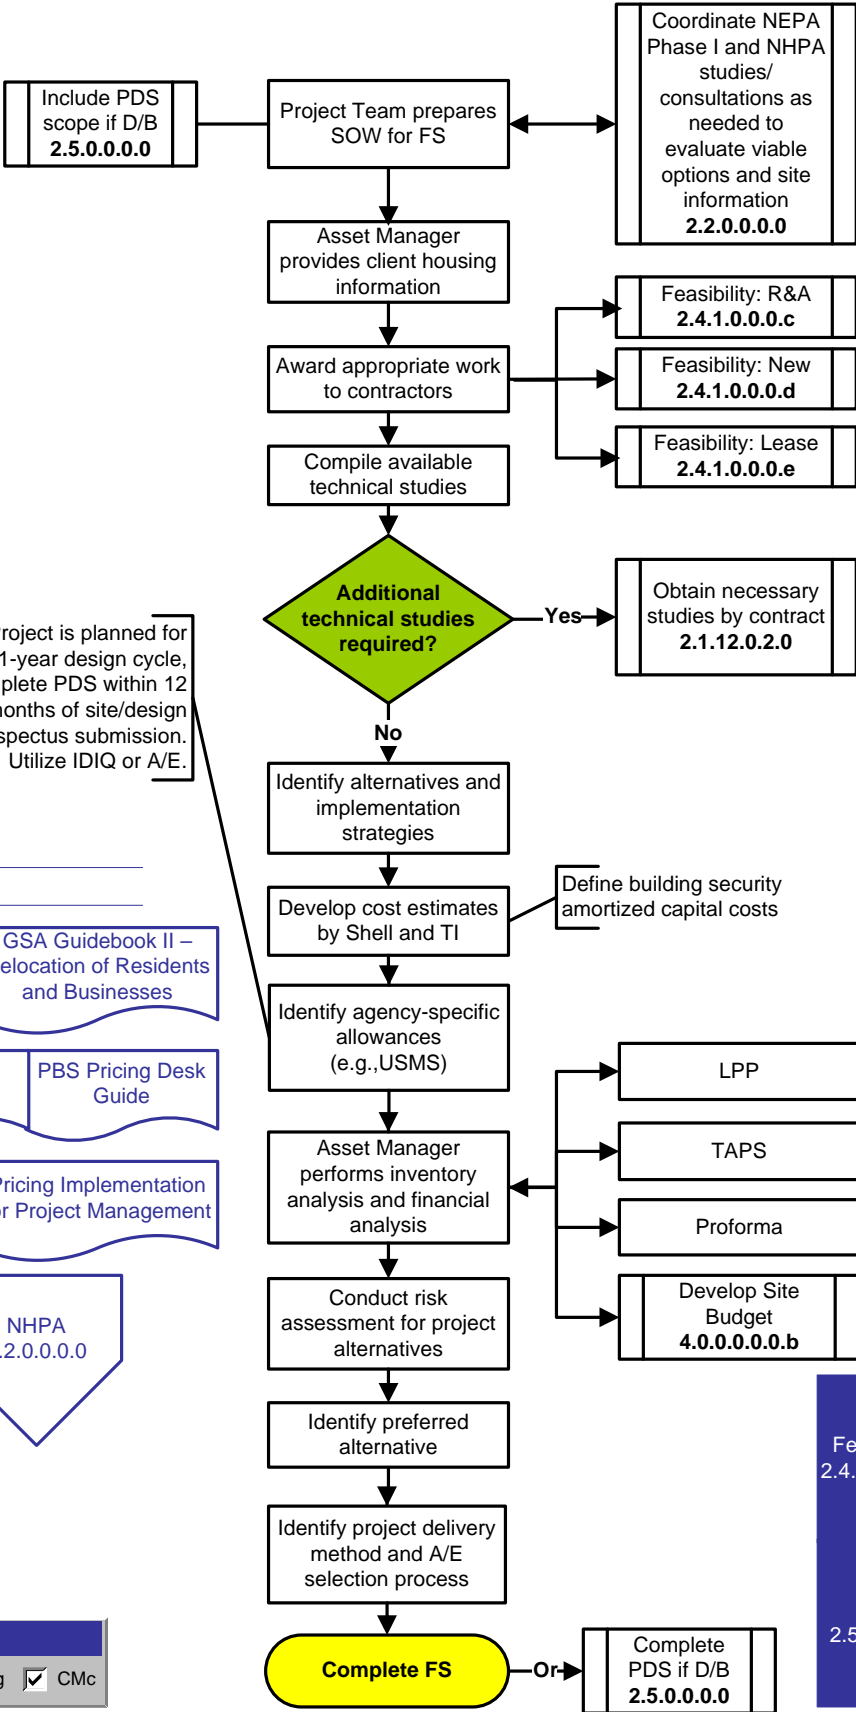 Coordinate NEPA
Phase I and NHPA
studies/
consultations as
needed to
evaluate viable
options and site
information
2.2.0.0.0.0
Include PDS
scope if D/B
2.5.0.0.0.0
Project Team prepares
SOW for FS
Asset Manager
provides client housing
information
Feasibility: R&A
2.4.1.0.0.0.c
Award appropriate work
to contractors
Feasibility: New
2.4.1.0.0.0.d
Feasibility: Lease
2.4.1.0.0.0.e
Compile available
technical studies
Additional
technical studies
required?
Yes
Obtain necessary
studies by contract
2.1.12.0.2.0
No
roject is planned for
1-year design cycle,
plete PDS within 12
onths of site/design
spectus submission.
Utilize IDIQ or A/E.
Identify alternatives and
implementation
strategies
Develop cost estimates
by Shell and TI
Define building security
amortized capital costs
GSA Guidebook II –
elocation of Residents
and Businesses
Identify agency-specific
allowances
(e.g.,USMS)
PBS Pricing Desk
Guide
LPP
TAPS
Proforma
Develop Site
Budget
4.0.0.0.0.0.b
Asset Manager
performs inventory
analysis and financial
analysis
ricing Implementation
r Project Management
Conduct risk
assessment for project
alternatives
NHPA
.2.0.0.0.0
Identify preferred
alternative
Fe
2.4.
Identify project delivery
method and A/E
selection process
2.5
Complete FS
Or
Complete
PDS if D/B
2.5.0.0.0.0
g CMc